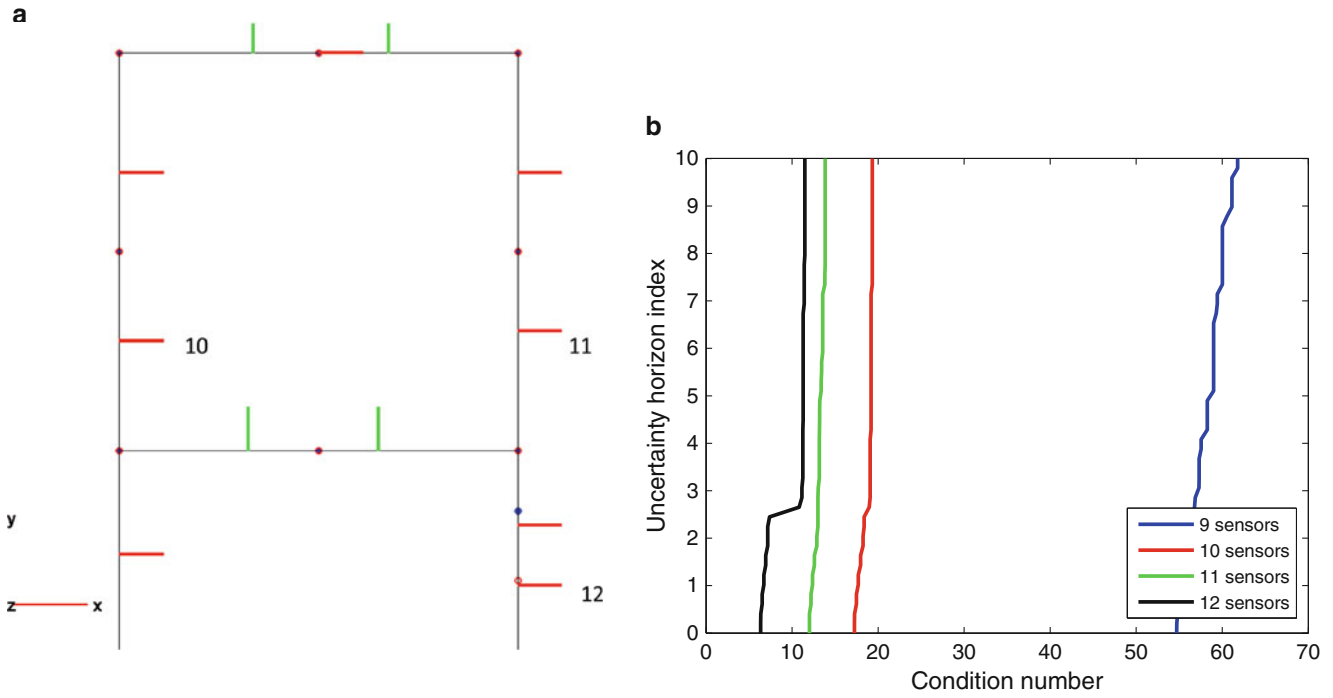 a
10
11
12
y
z
x
b
Uncertainty horizon index
10
9
8
7
6
5
4
3
2
1
0
9 sensors
10 sensors
11 sensors
12 sensors
0 10 20 30 40 50 60 70
Condition number